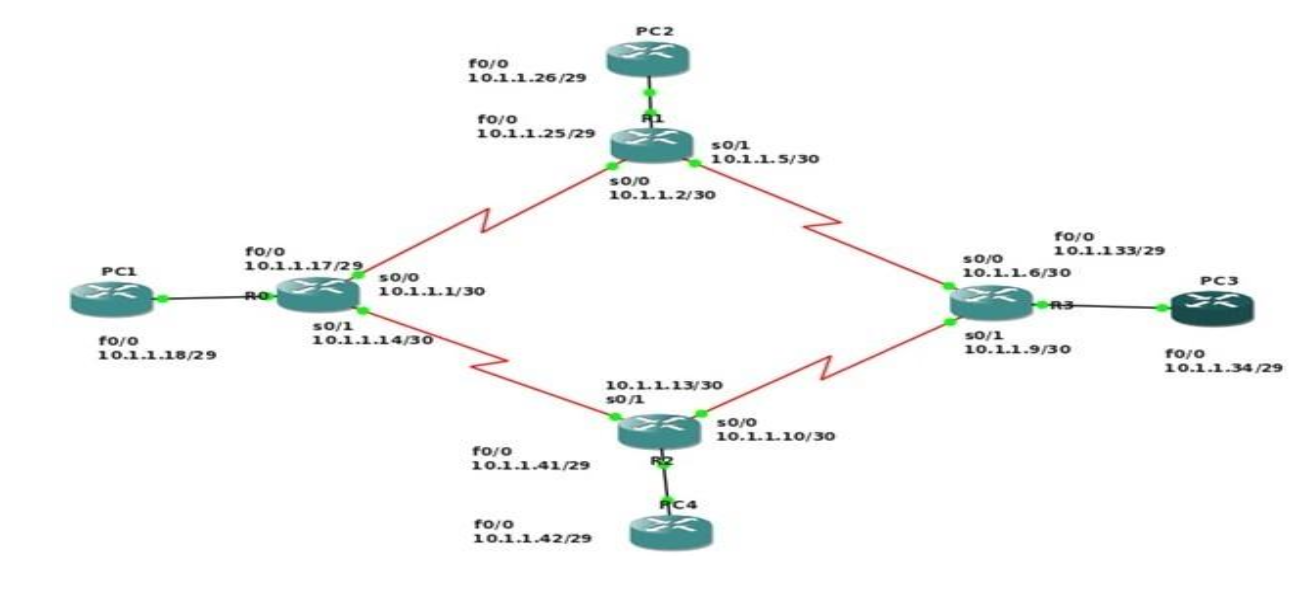 PC2
f0/0
10.1.1.26/29
f0/0
10.1.1.25/29
R1
s0/1
10.1.1.5/30
s0/0
10.1.1.2/30
PC1
f0/0
10.1.1.17/29
R0
s0/0
10.1.1.1/30
s0/1
10.1.1.14/30
f0/0
10.1.1.18/29
f0/0
10.1.133/29
s0/0
10.1.1.6/30
PC3
R3
s0/1
10.1.1.9/30
f0/0
10.1.1.34/29
10.1.1.13/30
s0/1
s0/0
10.1.1.10/30
f0/0
10.1.1.41/29
R2
PC4
f0/0
10.1.1.42/29